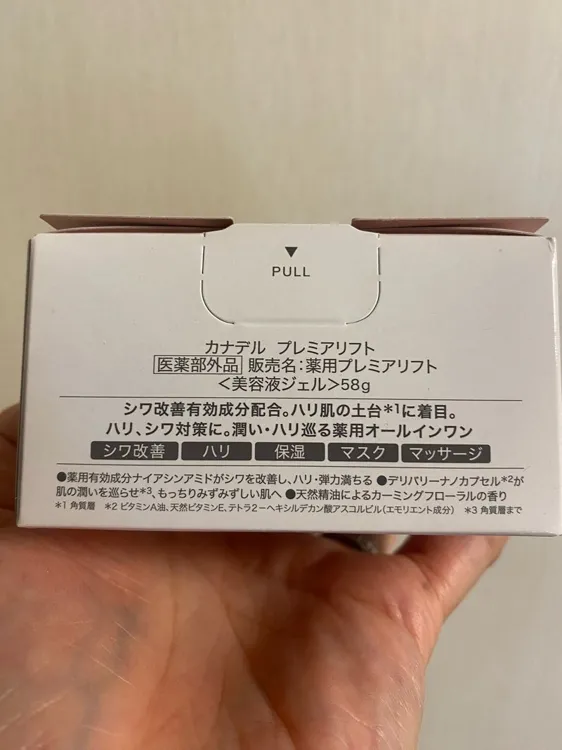 ▼
PULL
カナデル プレミアリフト
医薬部外品 販売名:薬用プレミアリフト
<美容液ジェル>58g
シワ改善有効成分配合。ハリ肌の土台*1に着目。
ハリ、シワ対策に。潤い・ハリ巡る薬用オールインワン
シワ改善 ハリ 保湿 マスク マッサージ
●薬用有効成分ナイアシンアミドがシワを改善し、ハリ・弾力満ちる ●デリバリーナノカプセル*2が
肌の潤いを巡らせ*3、もっちりみずみずしい肌へ ●天然精油によるカーミングフローラルの香り
*1 角質層 *2 ビタミンA油、天然ビタミンE、テトラ2-ヘキシルデカン酸アスコルビル(エモリエント成分) *3 角質層まで